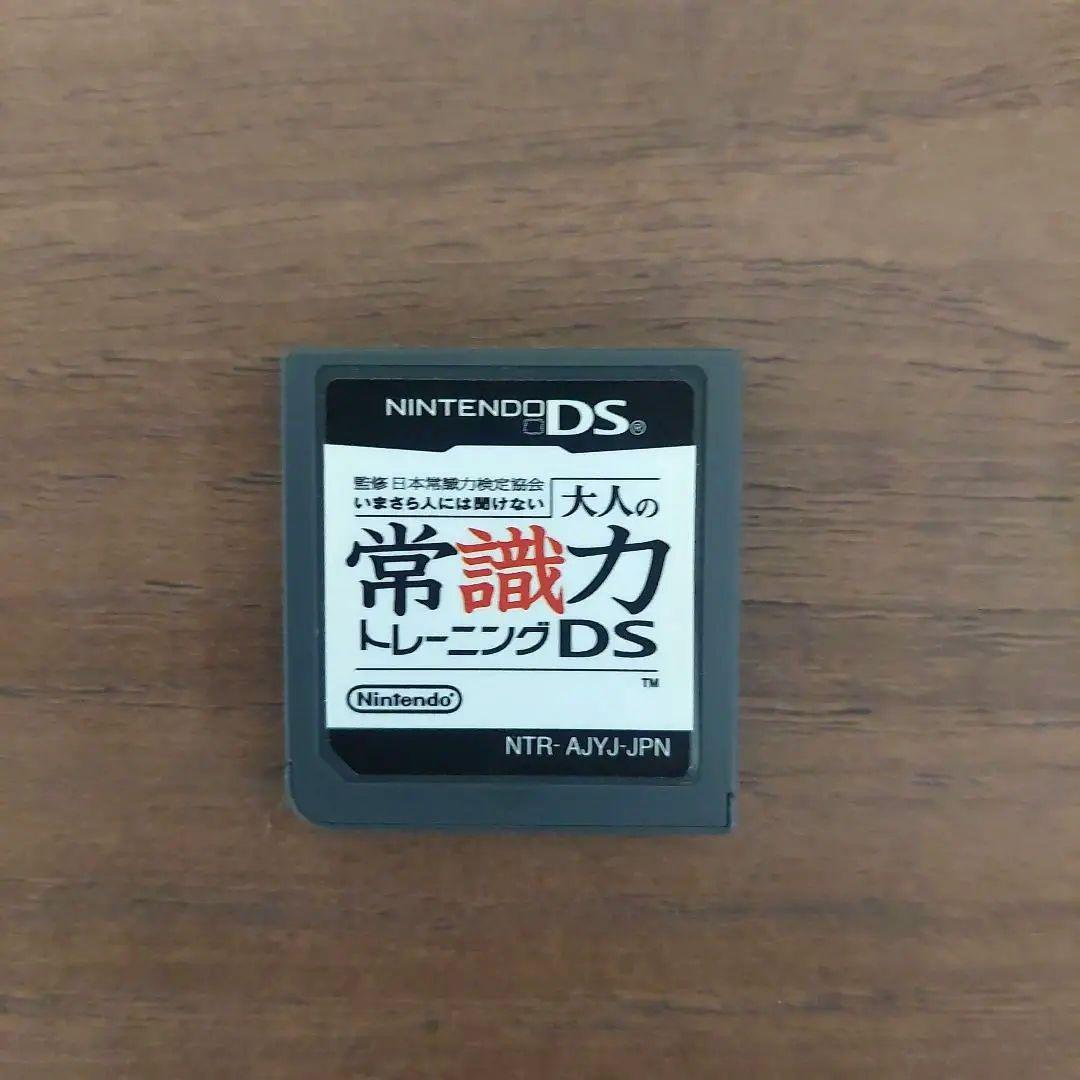 NINTENDO DS®
監修 日本常識力検定協会
いまさら人には聞けない
大人の
常識力
トレーニングDS
™
Nintendo®
NTR- AJYJ-JPN